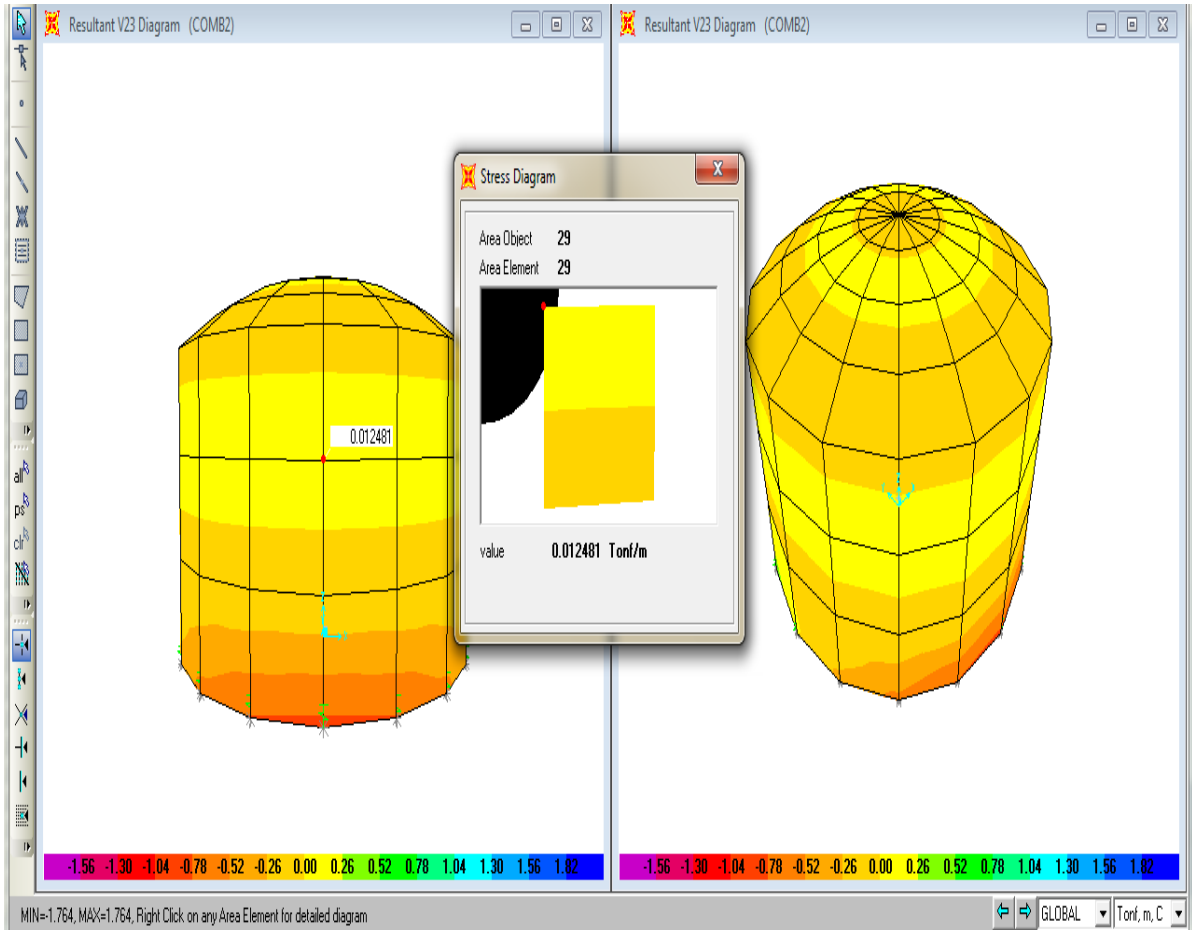 Resultant V23 Diagram (COMB2)
Resultant V23 Diagram (COMB2)
Stress Diagram
Area Object 29
Area Element 29
value 0.012481 Tonf/m
0.012481
all
ps
clr
-1.56 -1.30 -1.04 -0.78 -0.52 -0.26 0.00 0.26 0.52 0.78 1.04 1.30 1.56 1.82
-1.56 -1.30 -1.04 -0.78 -0.52 -0.26 0.00 0.26 0.52 0.78 1.04 1.30 1.56 1.82
MIN=-1.764, MAX=1.764, Right Click on any Area Element for detailed diagram
GLOBAL
Tonf, m, C